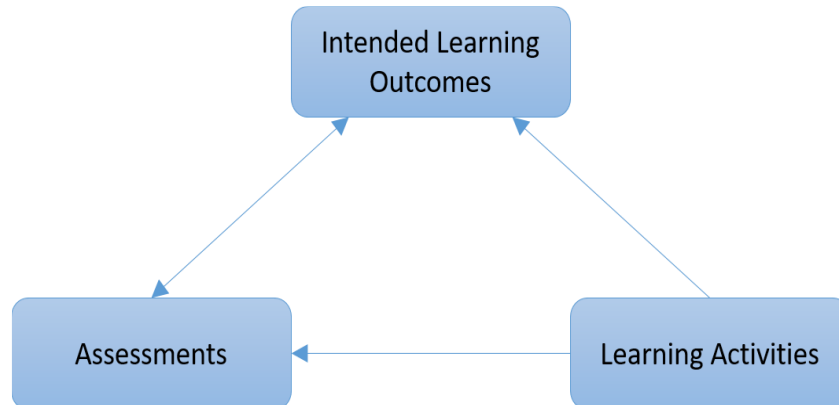 Intended Learning
Outcomes
Assessments
Learning Activities